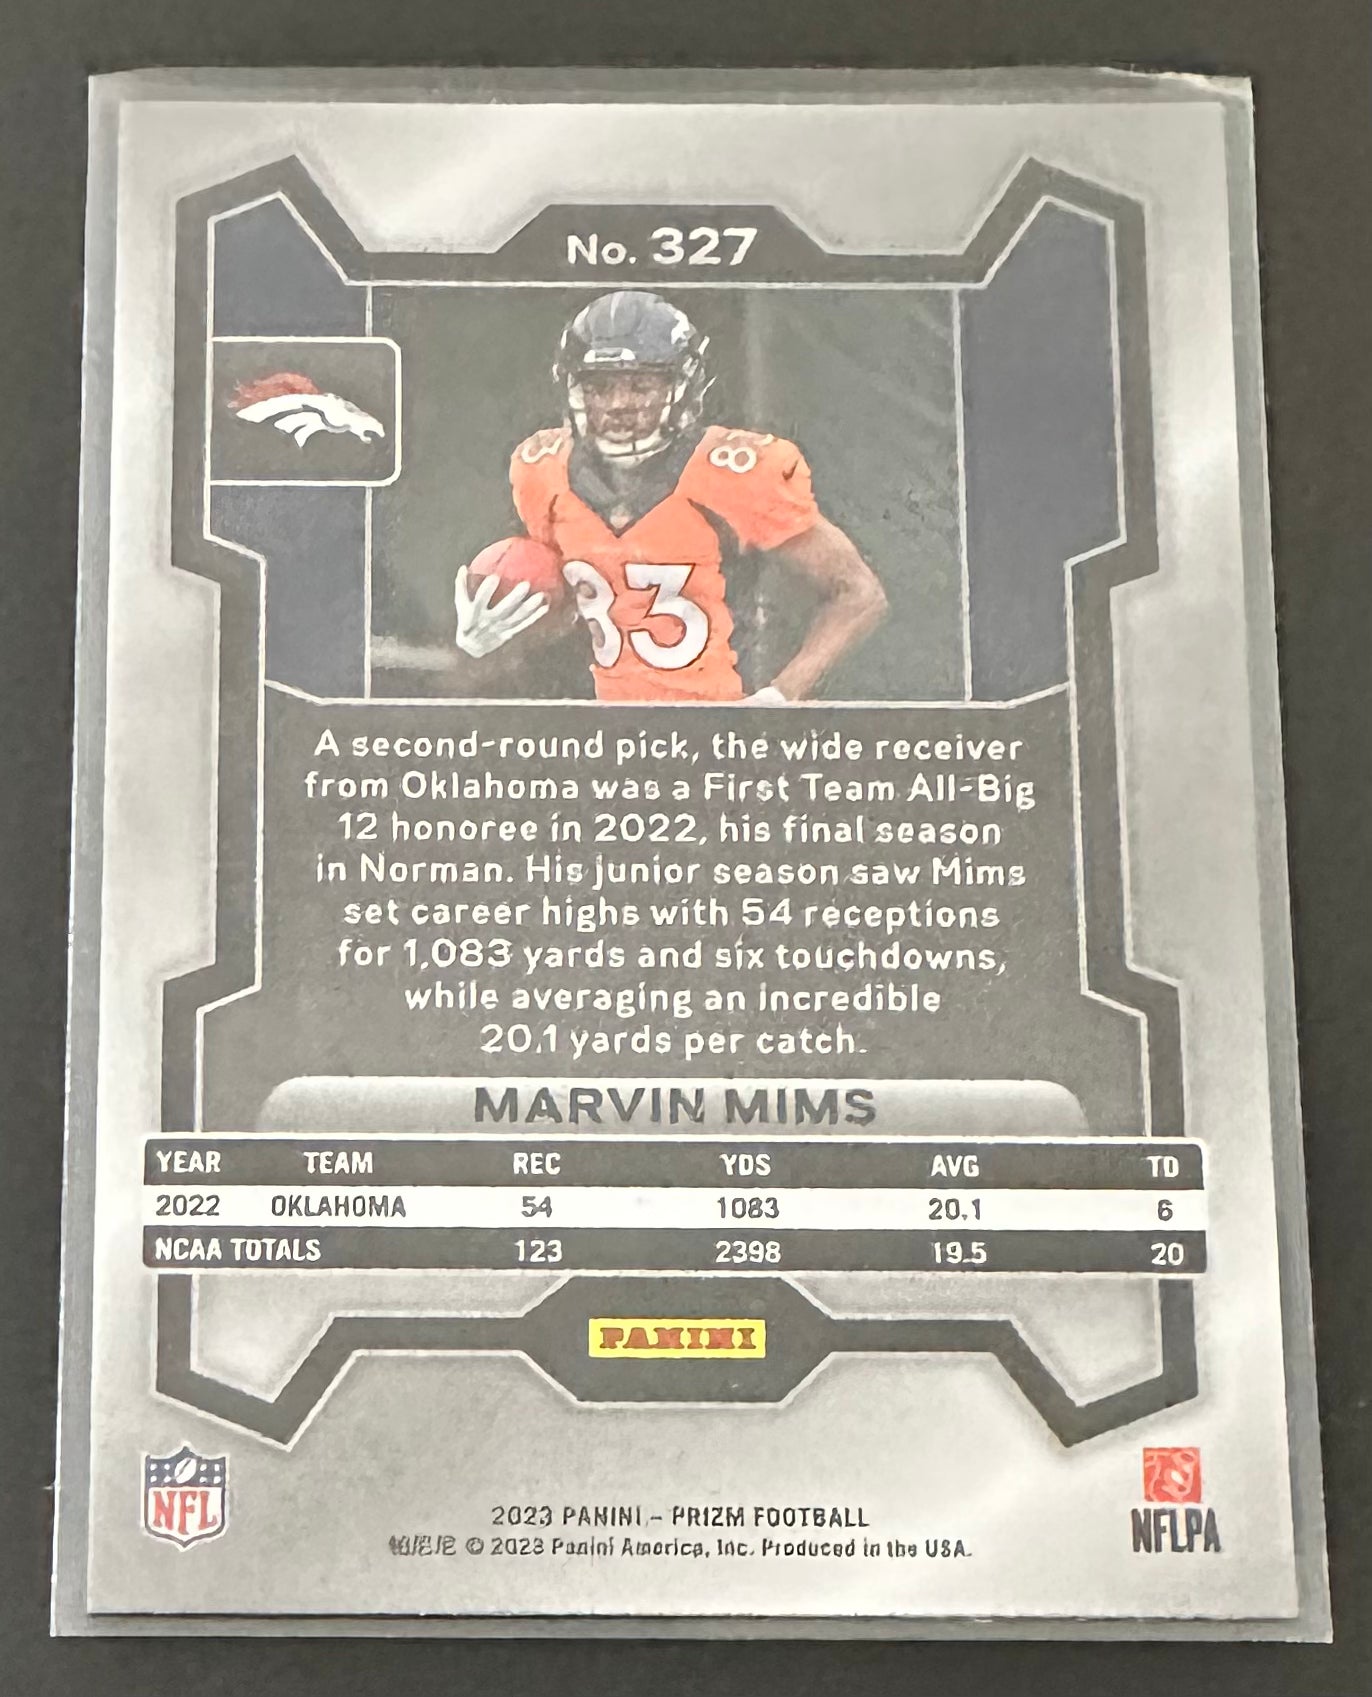 No. 327
83
A second-round pick, the wide receiver
from Oklahoma was a First Team All-Big
12 honoree in 2022, his final season
in Norman. His junior season saw Mims
set career highs with 54 receptions
for 1,083 yards and six touchdowns,
while averaging an incredible
20.1 yards per catch.
MARVIN MIMS
YEAR TEAM REC YDS AVG TD
2022 OKLAHOMA 54 1083 20.1 6
NCAA TOTALS 123 2398 19.5 20
PANINI
NFL
NFLPA
2023 PANINI - PRIZM FOOTBALL
帕尼尼 © 2023 Panini America, Inc. Produced in the USA.